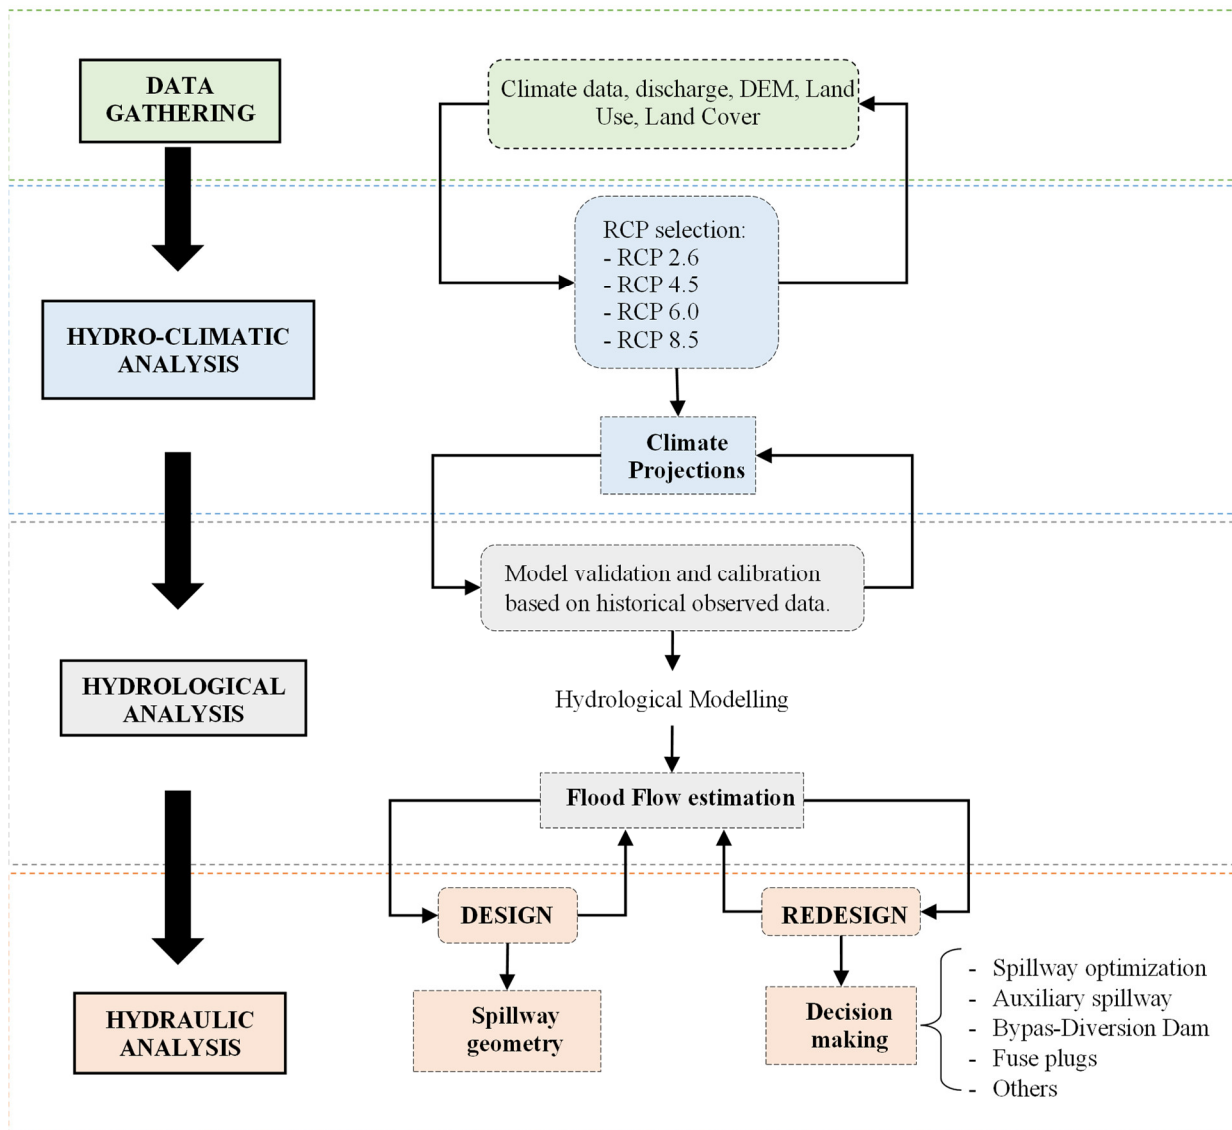 DATA
GATHERING
Climate data, discharge, DEM, Land
Use, Land Cover
RCP selection:
- RCP 2.6
- RCP 4.5
- RCP 6.0
- RCP 8.5
HYDRO-CLIMATIC
ANALYSIS
Climate
Projections
Model validation and calibration
based on historical observed data.
HYDROLOGICAL
ANALYSIS
Hydrological Modelling
Flood Flow estimation
DESIGN
REDESIGN
HYDRAULIC
ANALYSIS
Spillway
geometry
Decision
making
- Spillway optimization
- Auxiliary spillway
- Bypas-Diversion Dam
- Fuse plugs
- Others